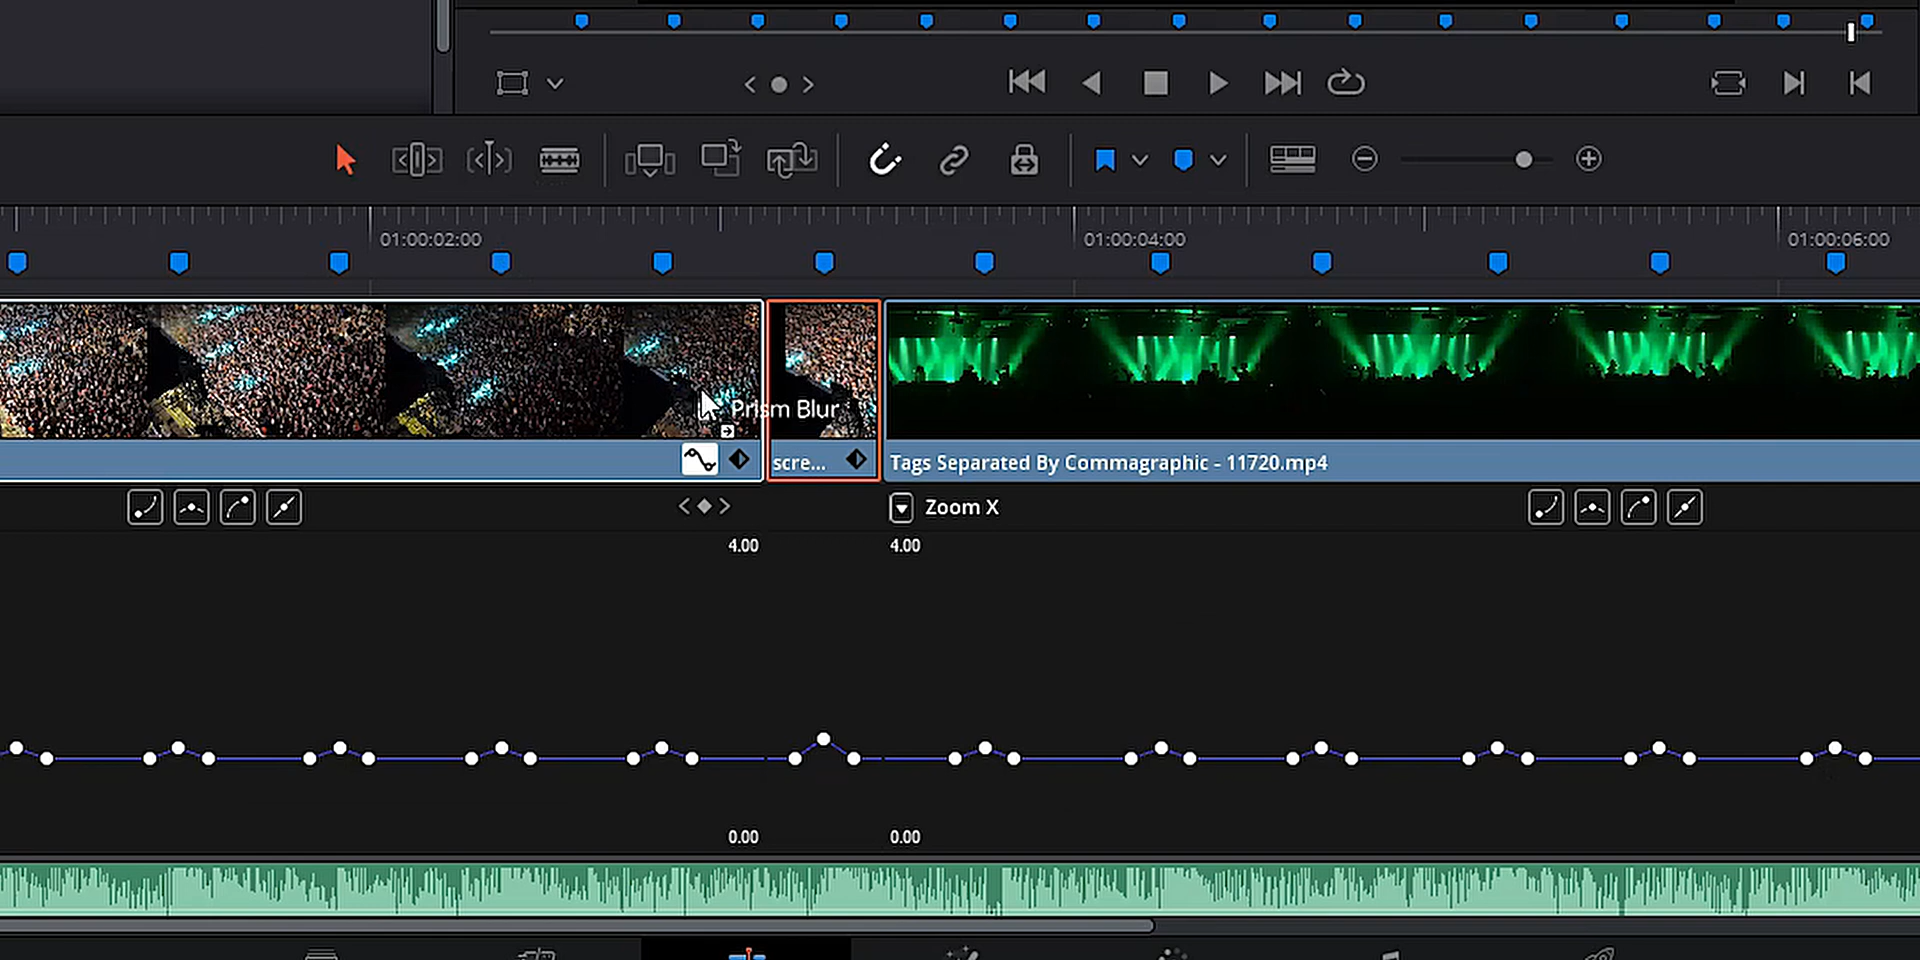 01:00:02:00
01:00:04:00
01:00:06:00
Prism Blur
scre...
Tags Separated By Commagraphic - 11720.mp4
Zoom X
4.00
4.00
0.00
0.00